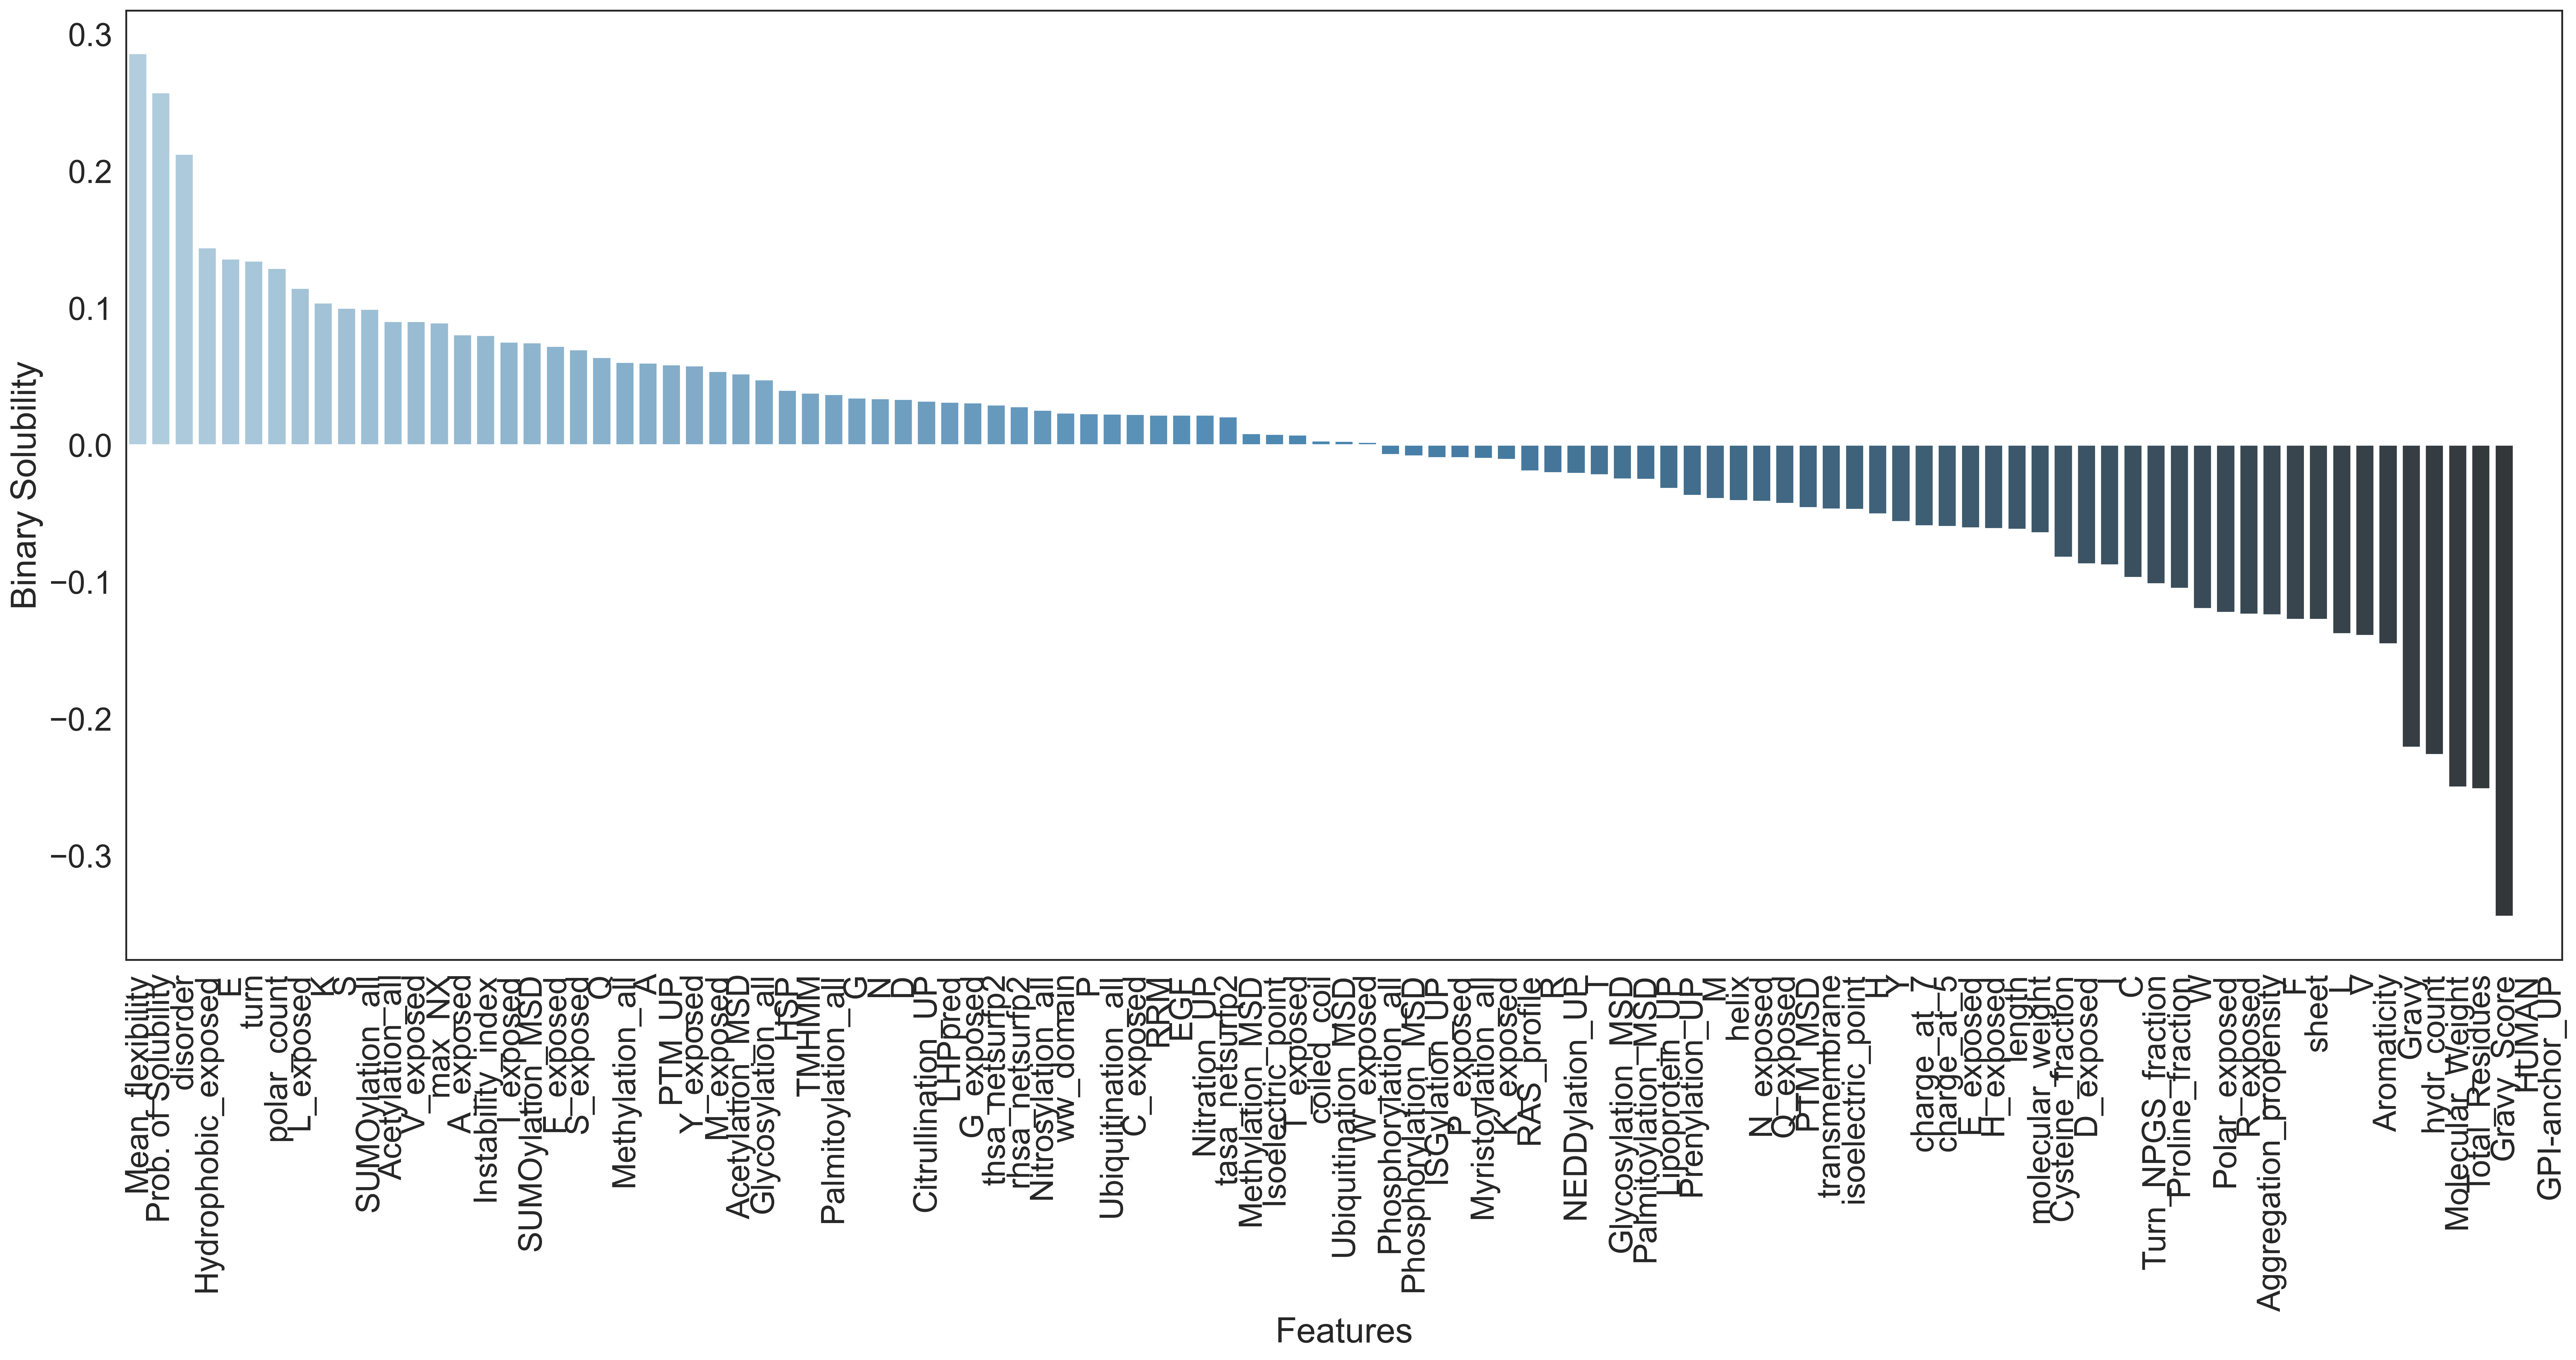 0.3
0.2
0.1
0.0
−0.1
−0.2
−0.3
Binary Solubility
Mean_flexibility
Prob. of Solubility
disorder
Hydrophobic_exposed
E
turn
polar_count
L_exposed
K
S
SUMOylation_all
Acetylation_all
V_exposed
_max_NX
A_exposed
Instability_index
I_exposed
SUMOylation_MSD
E_exposed
S_exposed
Q
Methylation_all
A
PTM_UP
Y_exposed
M_exposed
Acetylation_MSD
Glycosylation_all
HSP
TMHMM
Palmitoylation_all
G
N
D
Citrullination_UP
LHP_pred
G_exposed
thsa_netsurfp2
rhsa_netsurfp2
Nitrosylation_all
ww_domain
P
Ubiquitination_all
C_exposed
RRM
EGF
Nitration_UP
tasa_netsurfp2
Methylation_MSD
Isoelectric_point
T_exposed
coiled_coil
Ubiquitination_MSD
W_exposed
Phosphorylation_all
Phosphorylation_MSD
ISGylation_UP
P_exposed
Myristoylation_all
K_exposed
RAS_profile
R
NEDDylation_UP
T
Glycosylation_MSD
Palmitoylation_MSD
Lipoprotein_UP
Prenylation_UP
M
helix
N_exposed
Q_exposed
PTM_MSD
transmembrane
isoelectric_point
H
Y
charge_at_7
charge_at_5
F_exposed
H_exposed
length
molecular_weight
Cysteine_fraction
D_exposed
I
C
Turn_NPGS_fraction
Proline_fraction
W
Polar_exposed
R_exposed
Aggregation_propensity
F
sheet
L
V
Aromaticity
Gravy
hydr_count
Molecular_Weight
Total_Residues
Gravy_Score
HUMAN
GPI-anchor_UP
Features